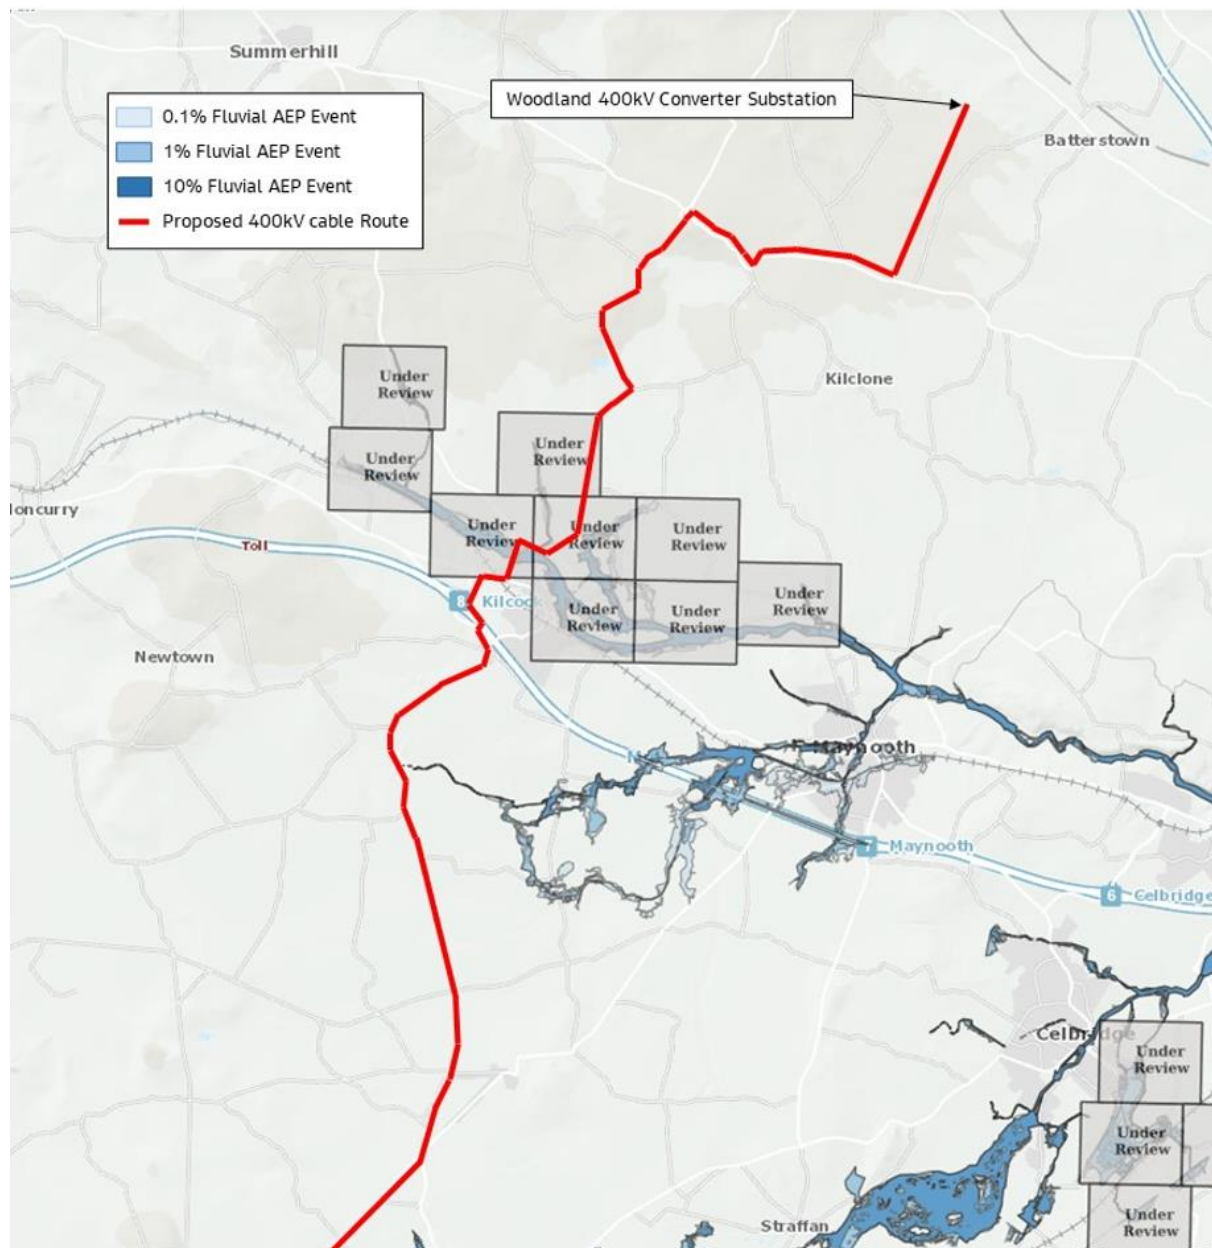 Summerhill
Woodland 400kV Converter Substation
0.1% Fluvial AEP Event
1% Fluvial AEP Event
10% Fluvial AEP Event
Proposed 400kV cable Route
Batterstown
Kilclone
Under
Review
Under
Review
Under
Review
Under
Review
Under
Review
Under
Review
loncurry
Toll
8
Under
Review
Under
Review
Under
Review
Newtown
Maynooth
7 Maynooth
6 Celbridge
Celbridge
Under
Review
Under
Review
Under
Review
Straffan